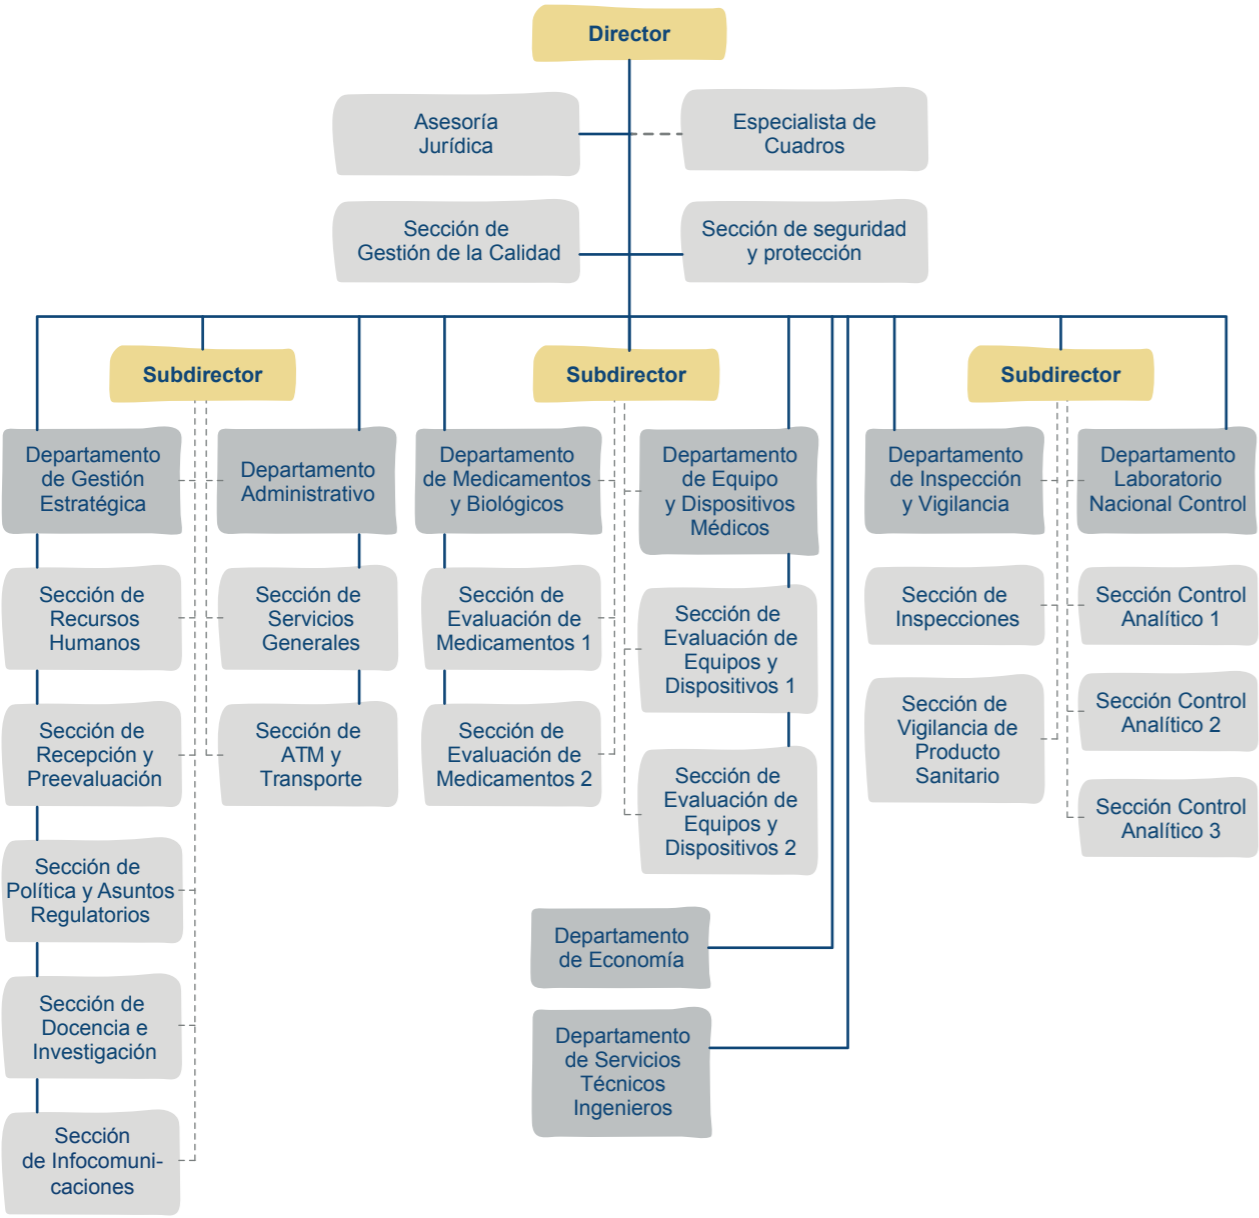 Director
Asesoría
Jurídica
Especialista de
Cuadros
Sección de
Gestión de la Calidad
Sección de seguridad
y protección
Subdirector
Subdirector
Subdirector
Departamento
de Gestión
Estratégica
Departamento
Administrativo
Departamento
de Medicamentos
y Biológicos
Departamento
de Equipo
y Dispositivos
Médicos
Departamento
de Inspección
y Vigilancia
Departamento
Laboratorio
Nacional Control
Sección de
Recursos
Humanos
Sección de
Servicios
Generales
Sección de
Evaluación de
Medicamentos 1
Sección de
Evaluación de
Equipos y
Dispositivos 1
Sección de
Inspecciones
Sección Control
Analítico 1
Sección de
Recepción y
Preevaluación
Sección de
ATM y
Transporte
Sección de
Evaluación de
Medicamentos 2
Sección de
Evaluación de
Equipos y
Dispositivos 2
Sección de
Vigilancia de
Producto
Sanitario
Sección Control
Analítico 2
Sección Control
Analítico 3
Sección de
Política y Asuntos
Regulatorios
Departamento
de Economía
Sección de
Docencia e
Investigación
Departamento
de Servicios
Técnicos
Ingenieros
Sección
de Infocomuni-
caciones